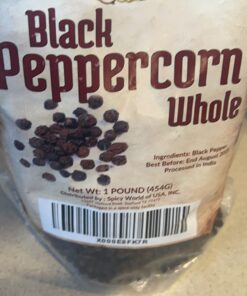 Black
Peppercorn
Whole
Ingredients: Black Pepper
Best Before: End August
Processed in India
Net Wt: 1 POUND (454G)
Distributed by : Spicy World of USA, INC.
X000E8FX7R